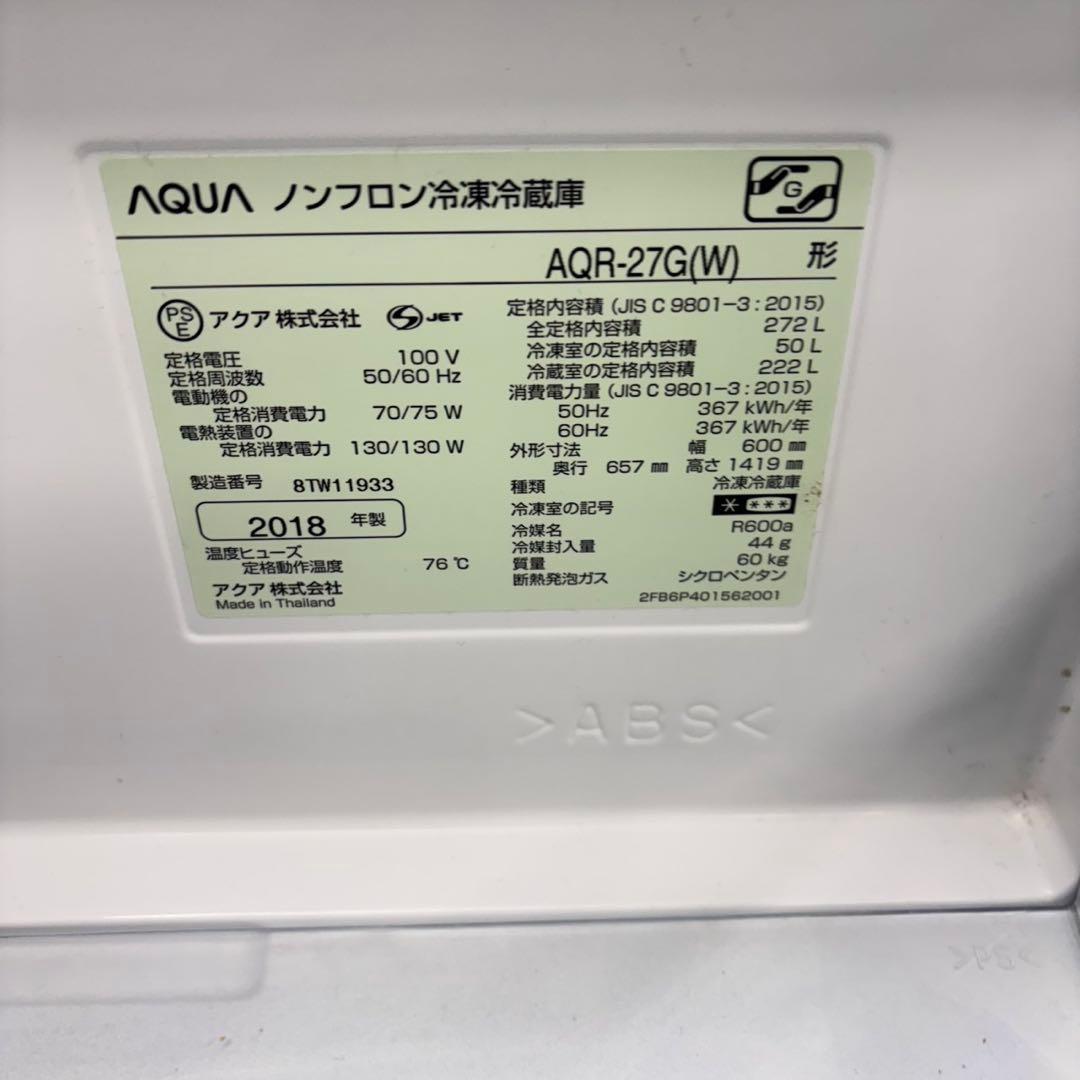 AQUA ノンフロン冷凍冷蔵庫
G
AQR-27G(W) 形
PSE アクア株式会社 JET
定格電圧 100 V
定格周波数 50/60 Hz
電動機の
定格消費電力 70/75 W
電熱装置の
定格消費電力 130/130 W
製造番号 8TW11933
2018 年製
温度ヒューズ
定格動作温度 76 ℃
アクア株式会社
Made in Thailand
定格内容積 (JIS C 9801-3 : 2015)
全定格内容積 272 L
冷凍室の定格内容積 50 L
冷蔵室の定格内容積 222 L
消費電力量 (JIS C 9801-3 : 2015)
50Hz 367 kWh/年
60Hz 367 kWh/年
外形寸法 幅 600 ㎜
奥行 657 ㎜ 高さ 1419 ㎜
種類 冷凍冷蔵庫
冷凍室の記号 * ***
冷媒名 R600a
冷媒封入量 44 g
質量 60 kg
断熱発泡ガス シクロペンタン
2FB6P401562001
>ABS<